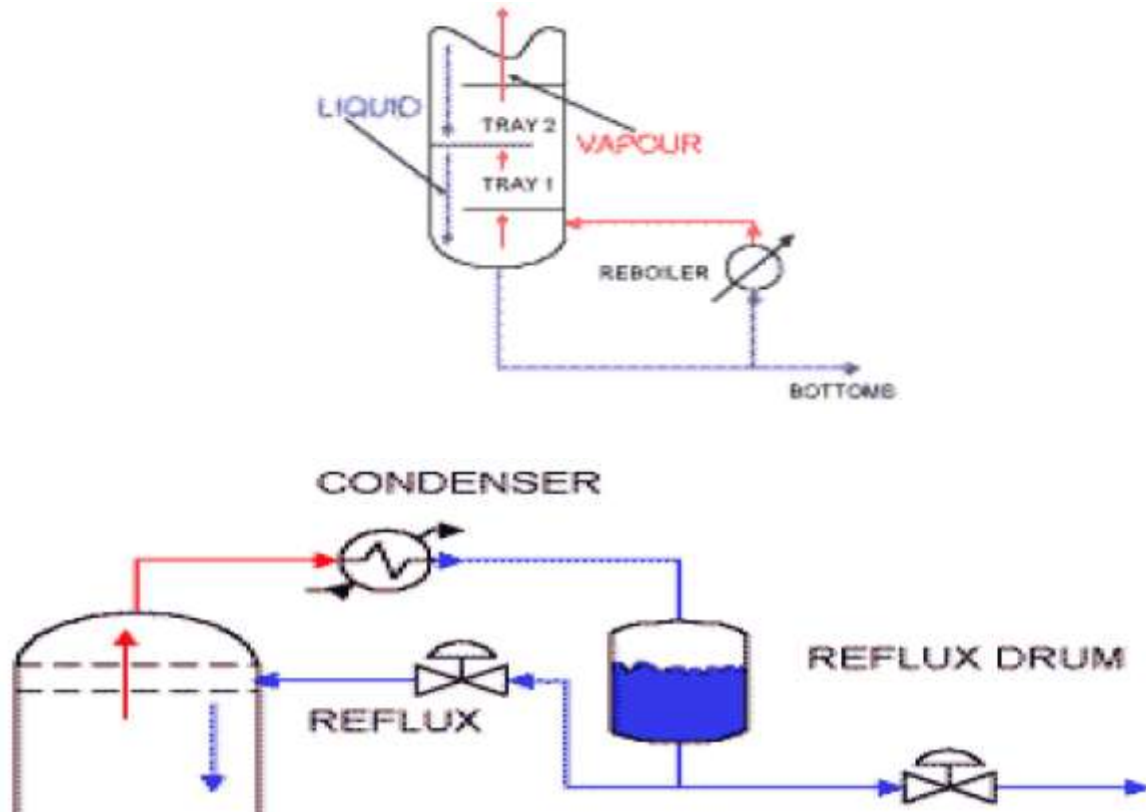 LIQUID
TRAY 2
VAPOUR
TRAY 1
REBOILER
BOTTOMS
CONDENSER
REFLUX DRUM
REFLUX